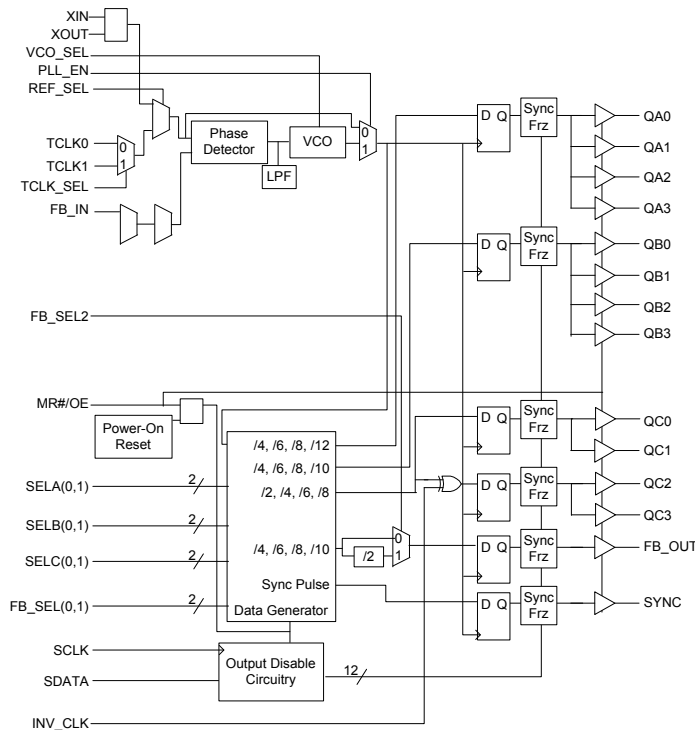 XIN
XOUT
VCO_SEL
PLL_EN
REF_SEL
TCLK0
TCLK1
TCLK_SEL
FB_IN
0
1
Phase
Detector
VCO
LPF
0
1
D Q
Sync
Frz
QA0
QA1
QA2
QA3
D Q
Sync
Frz
QB0
QB1
QB2
QB3
FB_SEL2
MR#/OE
Power-On
Reset
SELA(0,1)
2
SELB(0,1)
2
SELC(0,1)
2
FB_SEL(0,1)
2
/4, /6, /8, /12
/4, /6, /8, /10
/2, /4, /6, /8
/4, /6, /8, /10
/2
0
1
Sync Pulse
Data Generator
D Q
Sync
Frz
QC0
QC1
D Q
Sync
Frz
QC2
QC3
D Q
Sync
Frz
FB_OUT
D Q
Sync
Frz
SYNC
SCLK
SDATA
Output Disable
Circuitry
12
INV_CLK